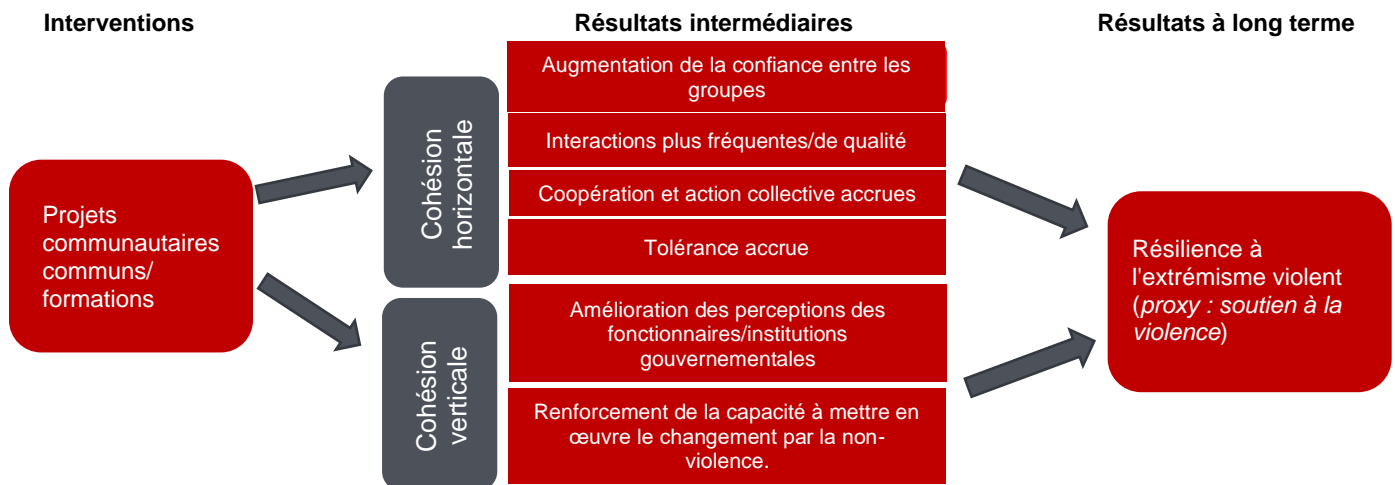 Interventions
Résultats intermédiaires
Résultats à long terme
Projets
communautaires
communs/
formations
Cohésion
horizontale
Augmentation de la confiance entre les
groupes
Interactions plus fréquentes/de qualité
Coopération et action collective accrues
Tolérance accrue
Cohésion
verticale
Amélioration des perceptions des
fonctionnaires/institutions
gouvernementales
Renforcement de la capacité à mettre en
œuvre le changement par la non-
violence.
Résilience à
l'extrémisme violent
(proxy : soutien à la
violence)